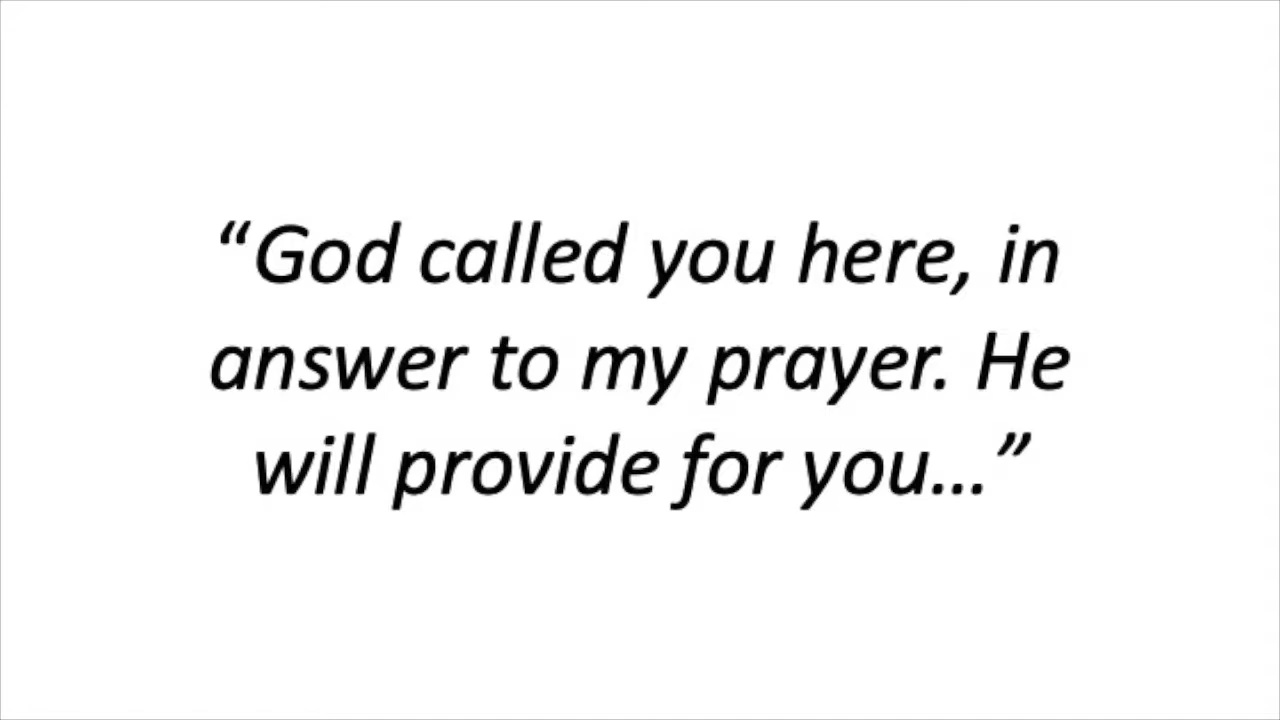 “God called you here, in
answer to my prayer. He
will provide for you…”